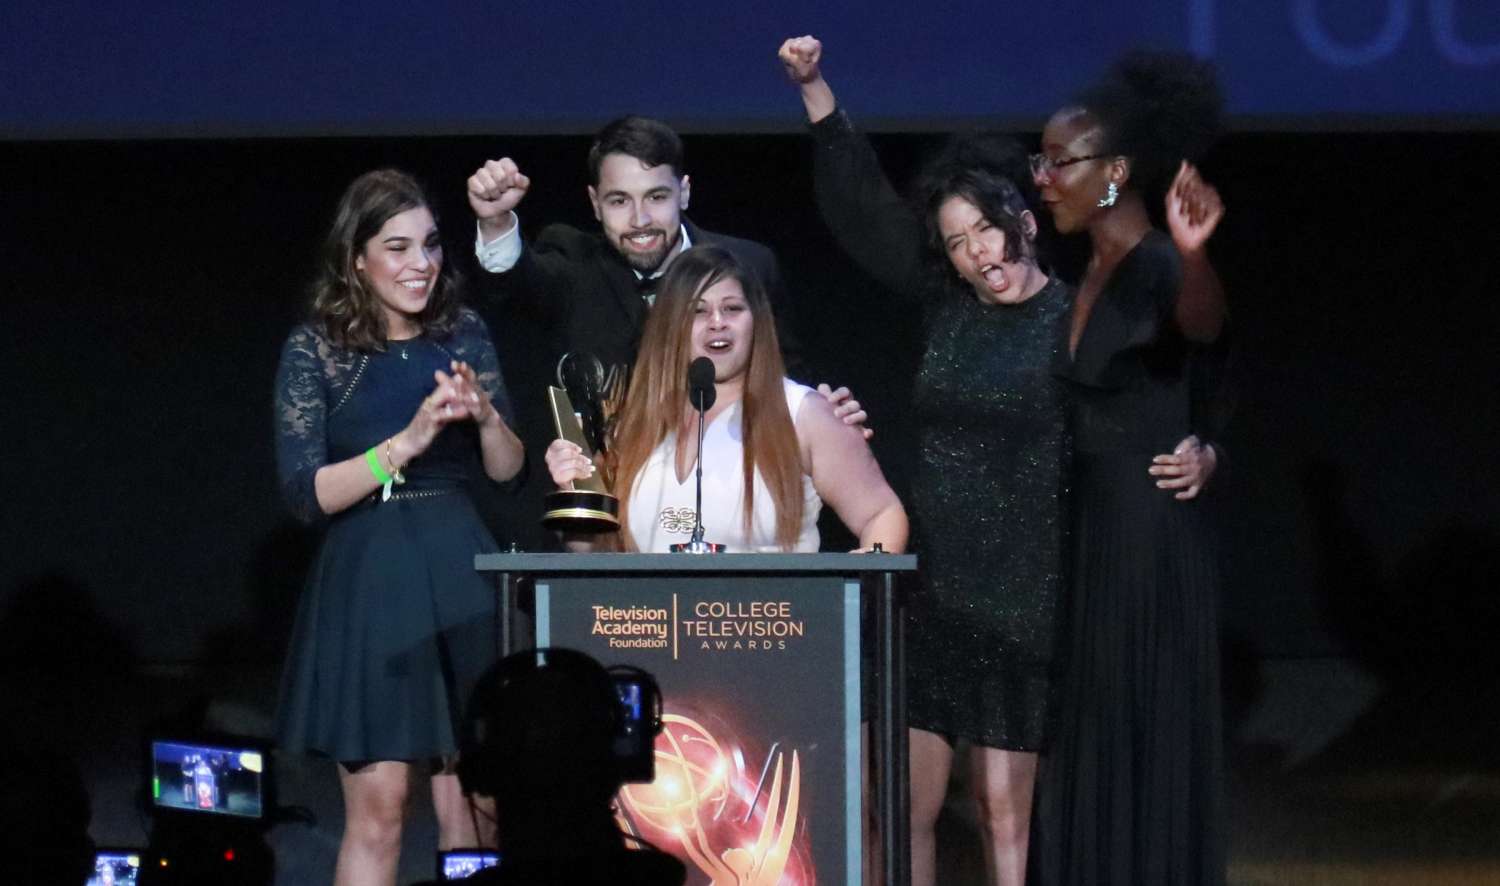 Television
Academy
Foundation
COLLEGE
TELEVISION
AWARDS